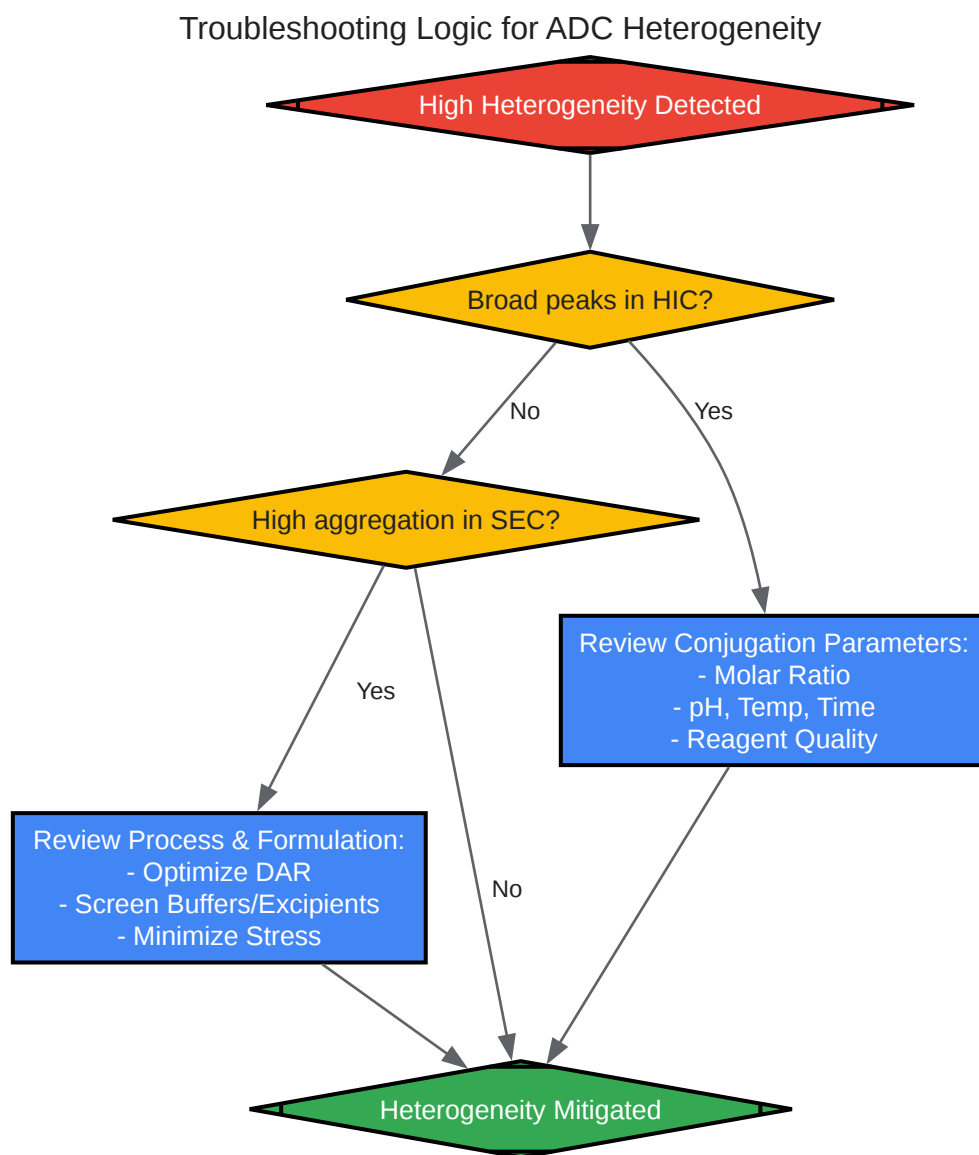 Troubleshooting Logic for ADC Heterogeneity
High Heterogeneity Detected
Broad peaks in HIC?
No
Yes
High aggregation in SEC?
Review Conjugation Parameters:
- Molar Ratio
- pH, Temp, Time
- Reagent Quality
Yes
No
Review Process & Formulation:
- Optimize DAR
- Screen Buffers/Excipients
- Minimize Stress
Heterogeneity Mitigated